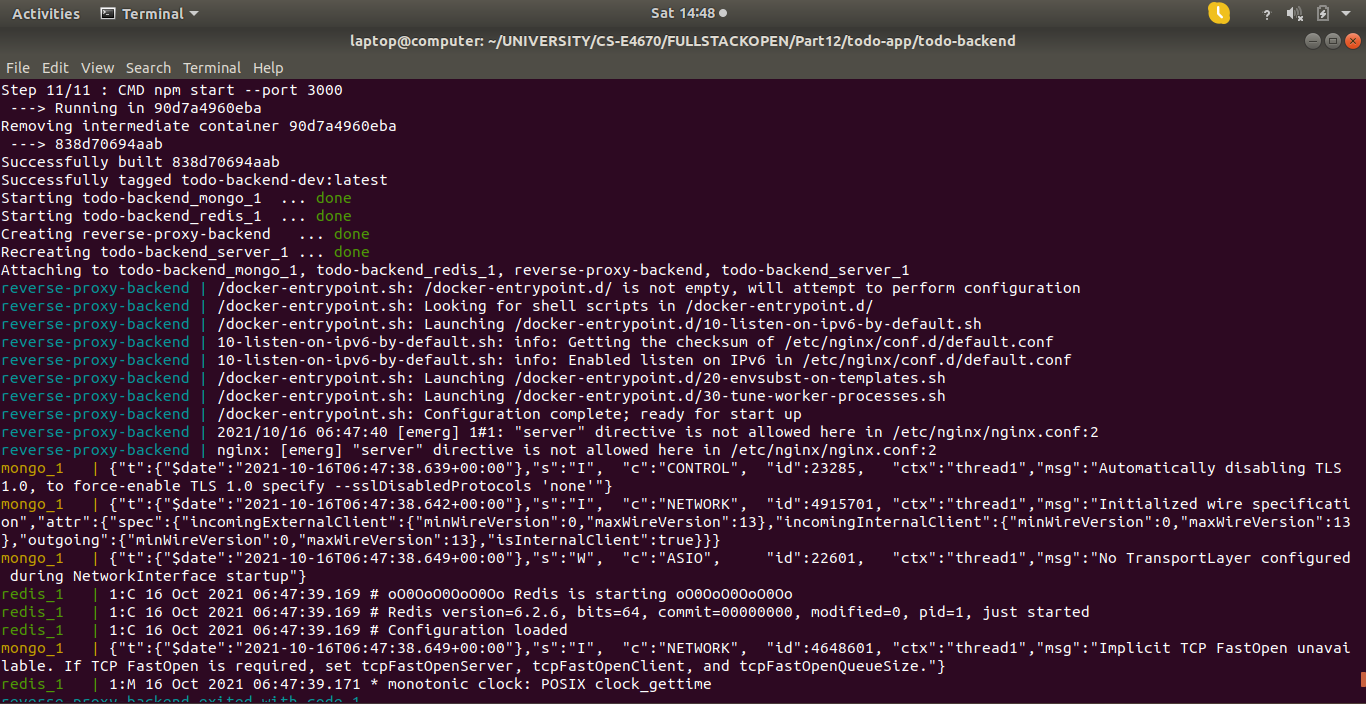 Activities Terminal Sat 14:48 ?
laptop@computer: ~/UNIVERSITY/CS-E4670/FULLSTACKOPEN/Part12/todo-app/todo-backend
File Edit View Search Terminal Help
Step 11/11 : CMD npm start --port 3000
 ---> Running in 90d7a4960eba
Removing intermediate container 90d7a4960eba
 ---> 838d70694aab
Successfully built 838d70694aab
Successfully tagged todo-backend-dev:latest
Starting todo-backend_mongo_1  ... done
Starting todo-backend_redis_1  ... done
Creating reverse-proxy-backend   ... done
Recreating todo-backend_server_1 ... done
Attaching to todo-backend_mongo_1, todo-backend_redis_1, reverse-proxy-backend, todo-backend_server_1
reverse-proxy-backend | /docker-entrypoint.sh: /docker-entrypoint.d/ is not empty, will attempt to perform configuration
reverse-proxy-backend | /docker-entrypoint.sh: Looking for shell scripts in /docker-entrypoint.d/
reverse-proxy-backend | /docker-entrypoint.sh: Launching /docker-entrypoint.d/10-listen-on-ipv6-by-default.sh
reverse-proxy-backend | 10-listen-on-ipv6-by-default.sh: info: Getting the checksum of /etc/nginx/conf.d/default.conf
reverse-proxy-backend | 10-listen-on-ipv6-by-default.sh: info: Enabled listen on IPv6 in /etc/nginx/conf.d/default.conf
reverse-proxy-backend | /docker-entrypoint.sh: Launching /docker-entrypoint.d/20-envsubst-on-templates.sh
reverse-proxy-backend | /docker-entrypoint.sh: Launching /docker-entrypoint.d/30-tune-worker-processes.sh
reverse-proxy-backend | /docker-entrypoint.sh: Configuration complete; ready for start up
reverse-proxy-backend | 2021/10/16 06:47:40 [emerg] 1#1: "server" directive is not allowed here in /etc/nginx/nginx.conf:2
reverse-proxy-backend | nginx: [emerg] "server" directive is not allowed here in /etc/nginx/nginx.conf:2
mongo_1   | {"t":{"$date":"2021-10-16T06:47:38.639+00:00"},"s":"I",  "c":"CONTROL",  "id":23285,   "ctx":"thread1","msg":"Automatically disabling TLS
1.0, to force-enable TLS 1.0 specify --sslDisabledProtocols 'none'"}
mongo_1   | {"t":{"$date":"2021-10-16T06:47:38.642+00:00"},"s":"I",  "c":"NETWORK",  "id":4915701, "ctx":"thread1","msg":"Initialized wire specificati
on","attr":{"spec":{"incomingExternalClient":{"minWireVersion":0,"maxWireVersion":13},"incomingInternalClient":{"minWireVersion":0,"maxWireVersion":13
},"outgoing":{"minWireVersion":0,"maxWireVersion":13},"isInternalClient":true}}}
mongo_1   | {"t":{"$date":"2021-10-16T06:47:38.649+00:00"},"s":"W",  "c":"ASIO",     "id":22601,   "ctx":"thread1","msg":"No TransportLayer configured
 during NetworkInterface startup"}
redis_1   | 1:C 16 Oct 2021 06:47:39.169 # oO0OoO0OoO0Oo Redis is starting oO0OoO0OoO0Oo
redis_1   | 1:C 16 Oct 2021 06:47:39.169 # Redis version=6.2.6, bits=64, commit=00000000, modified=0, pid=1, just started
redis_1   | 1:C 16 Oct 2021 06:47:39.169 # Configuration loaded
mongo_1   | {"t":{"$date":"2021-10-16T06:47:38.649+00:00"},"s":"I",  "c":"NETWORK",  "id":4648601, "ctx":"thread1","msg":"Implicit TCP FastOpen unavai
lable. If TCP FastOpen is required, set tcpFastOpenServer, tcpFastOpenClient, and tcpFastOpenQueueSize."}
redis_1   | 1:M 16 Oct 2021 06:47:39.171 * monotonic clock: POSIX clock_gettime
reverse-proxy-backend exited with code 1